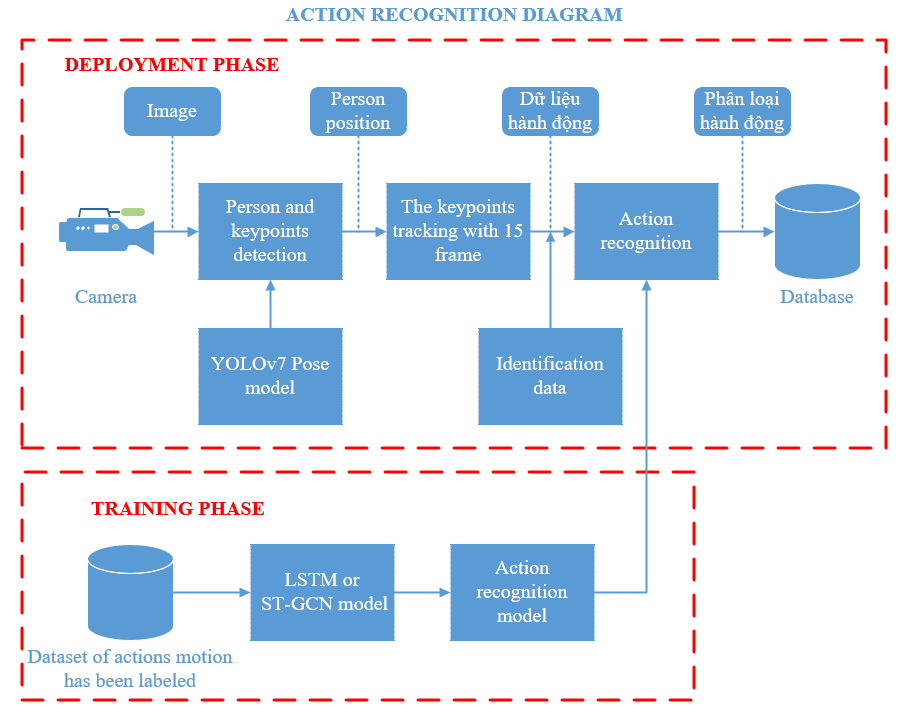 ACTION RECOGNITION DIAGRAM
DEPLOYMENT PHASE
Image
Person
position
Dữ liệu
hành động
Phân loại
hành động
Person and
keypoints
detection
The keypoints
tracking with 15
frame
Action
recognition
Camera
Database
YOLOv7 Pose
model
Identification
data
TRAINING PHASE
LSTM or
ST-GCN model
Action
recognition
model
Dataset of actions motion
has been labeled